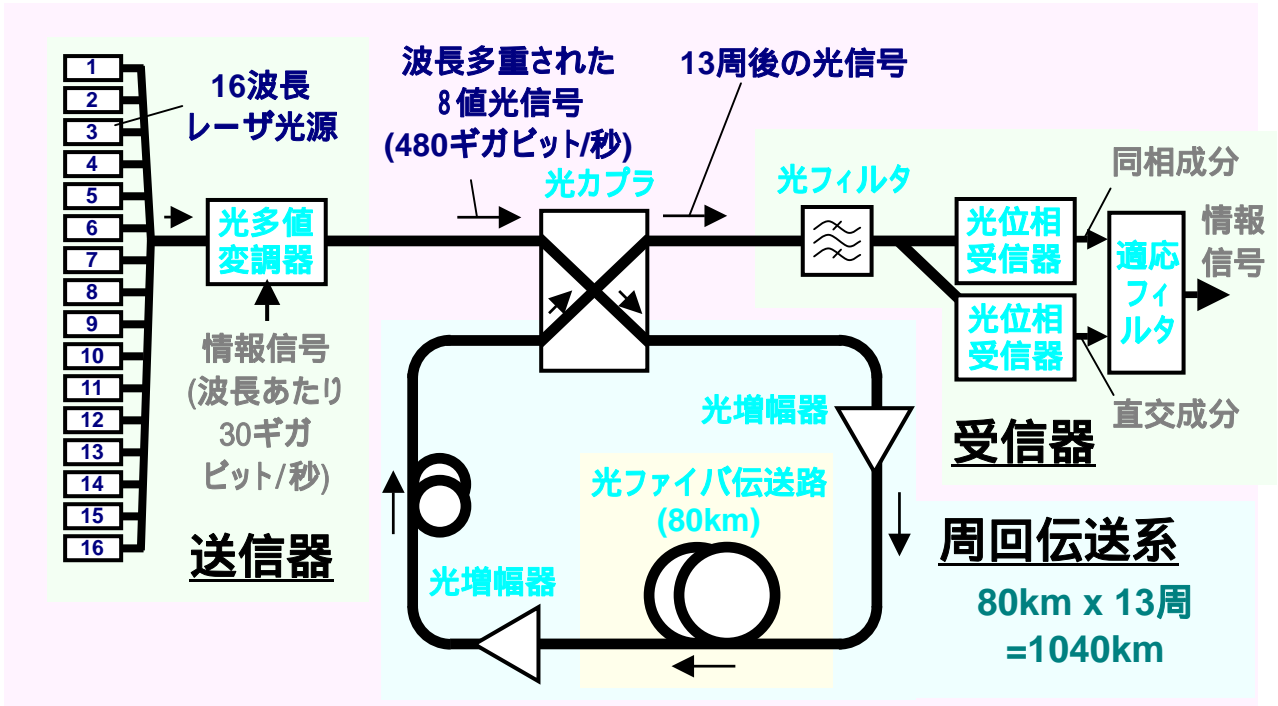 1
2
3
4
5
6
7
8
9
10
11
12
13
14
15
16
16波長
レーザ光源
光多値
変調器
情報信号
(波長あたり
30ギガ
ビット/秒)
送信器
波長多重された
8値光信号
(480ギガビット/秒)
光カプラ
13周後の光信号
光フィルタ
光位相
受信器
光位相
受信器
同相成分
適応
フィ
ルタ
情報
信号
直交成分
受信器
光増幅器
光ファイバ伝送路
(80km)
光増幅器
周回伝送系
80km x 13周
=1040km